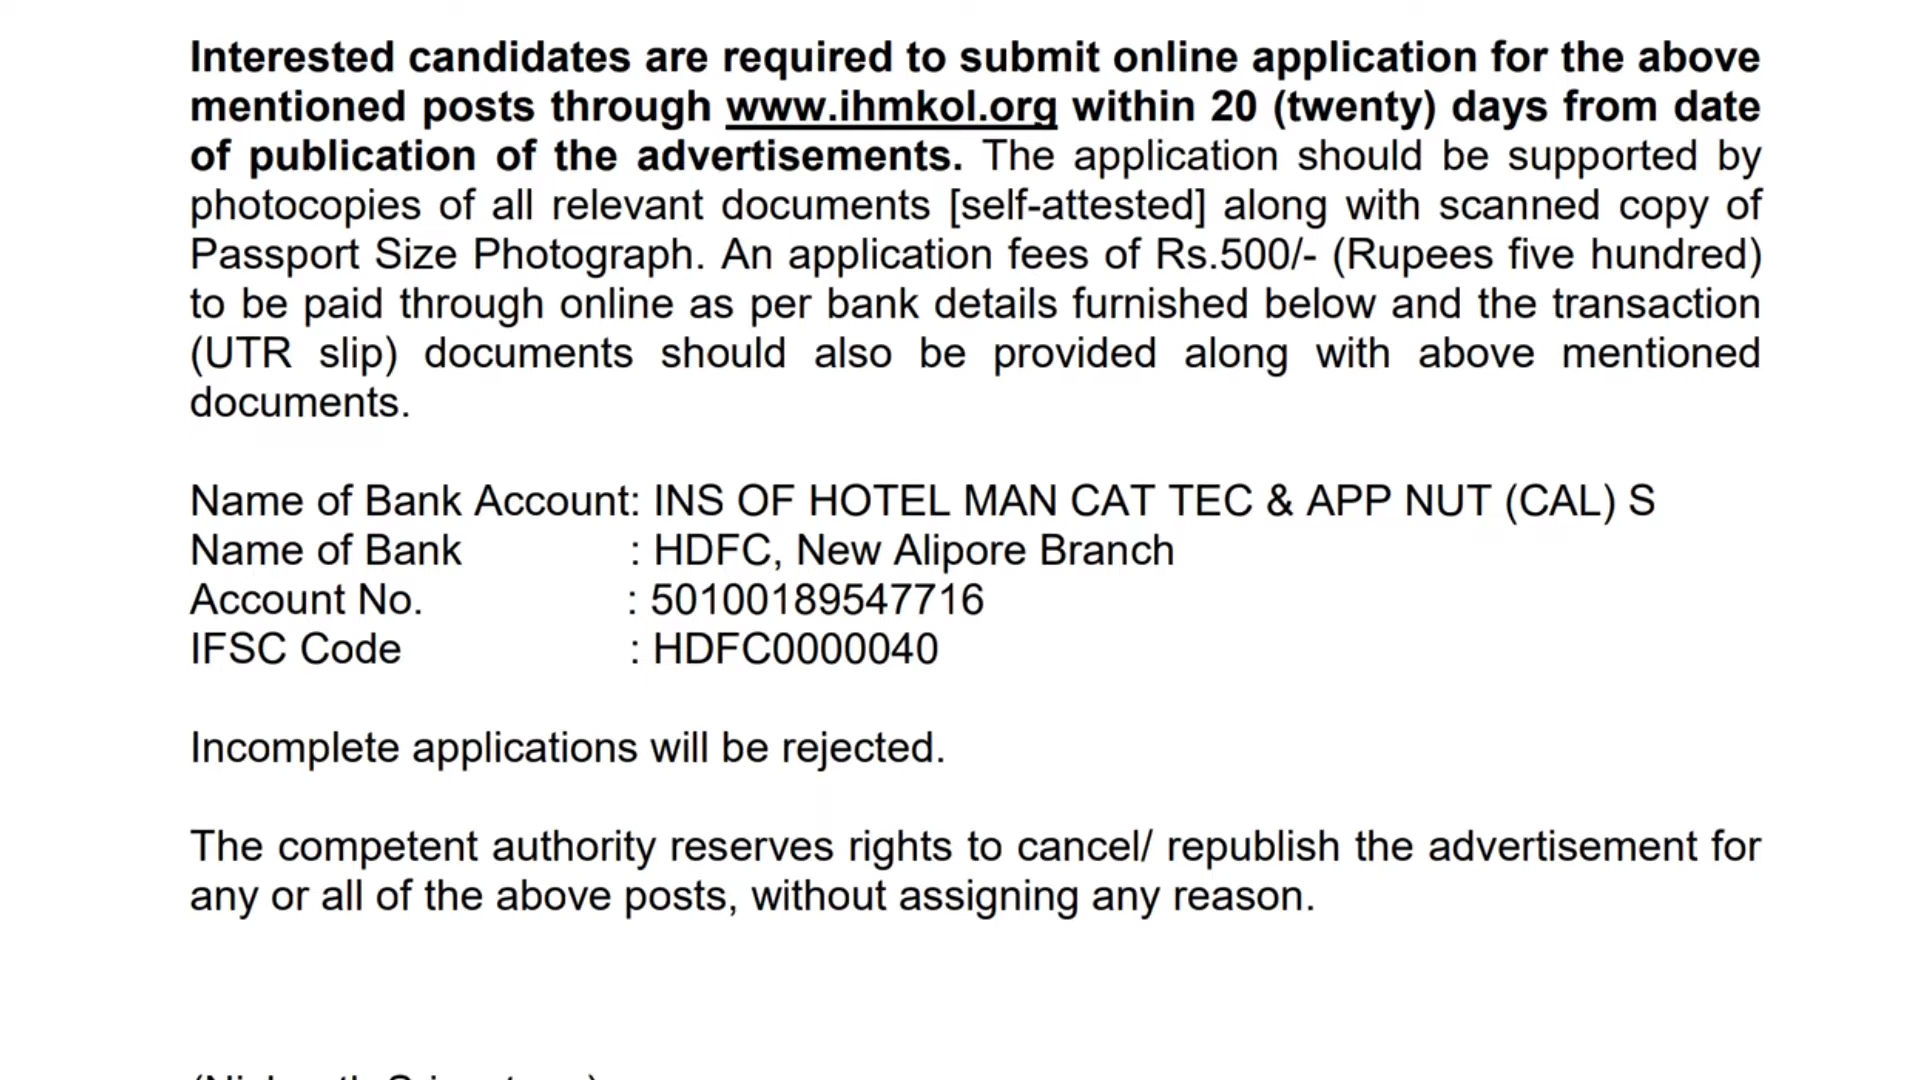 Interested candidates are required to submit online application for the above
mentioned posts through www.ihmkol.org within 20 (twenty) days from date
of publication of the advertisements. The application should be supported by
photocopies of all relevant documents [self-attested] along with scanned copy of
Passport Size Photograph. An application fees of Rs.500/- (Rupees five hundred)
to be paid through online as per bank details furnished below and the transaction
(UTR slip) documents should also be provided along with above mentioned
documents.
Name of Bank Account: INS OF HOTEL MAN CAT TEC & APP NUT (CAL) S
Name of Bank : HDFC, New Alipore Branch
Account No. : 50100189547716
IFSC Code : HDFC0000040
Incomplete applications will be rejected.
The competent authority reserves rights to cancel/ republish the advertisement for
any or all of the above posts, without assigning any reason.